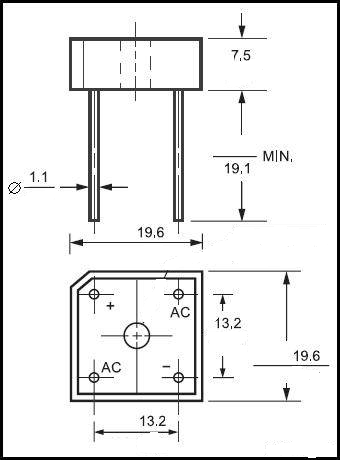 7,5
MIN,
19,1
Ø 1.1
19.6
+ AC
13,2
19.6
AC −
13.2